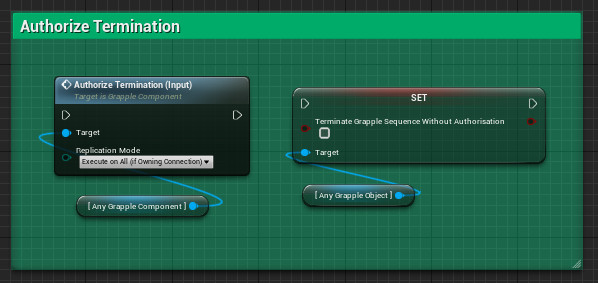 Authorize Termination
Authorize Termination (Input)
Target is Grapple Component
Target
Replication Mode
Execute on All (if Owning Connection)
[ Any Grapple Component ]
SET
Terminate Grapple Sequence Without Authorisation
Target
[ Any Grapple Object ]